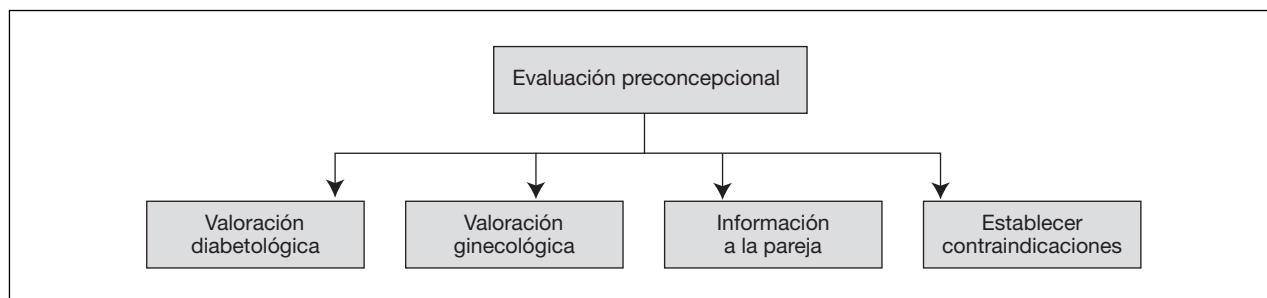 Evaluación preconcepcional
Valoración
diabetológica
Valoración
ginecológica
Información
a la pareja
Establecer
contraindicaciones